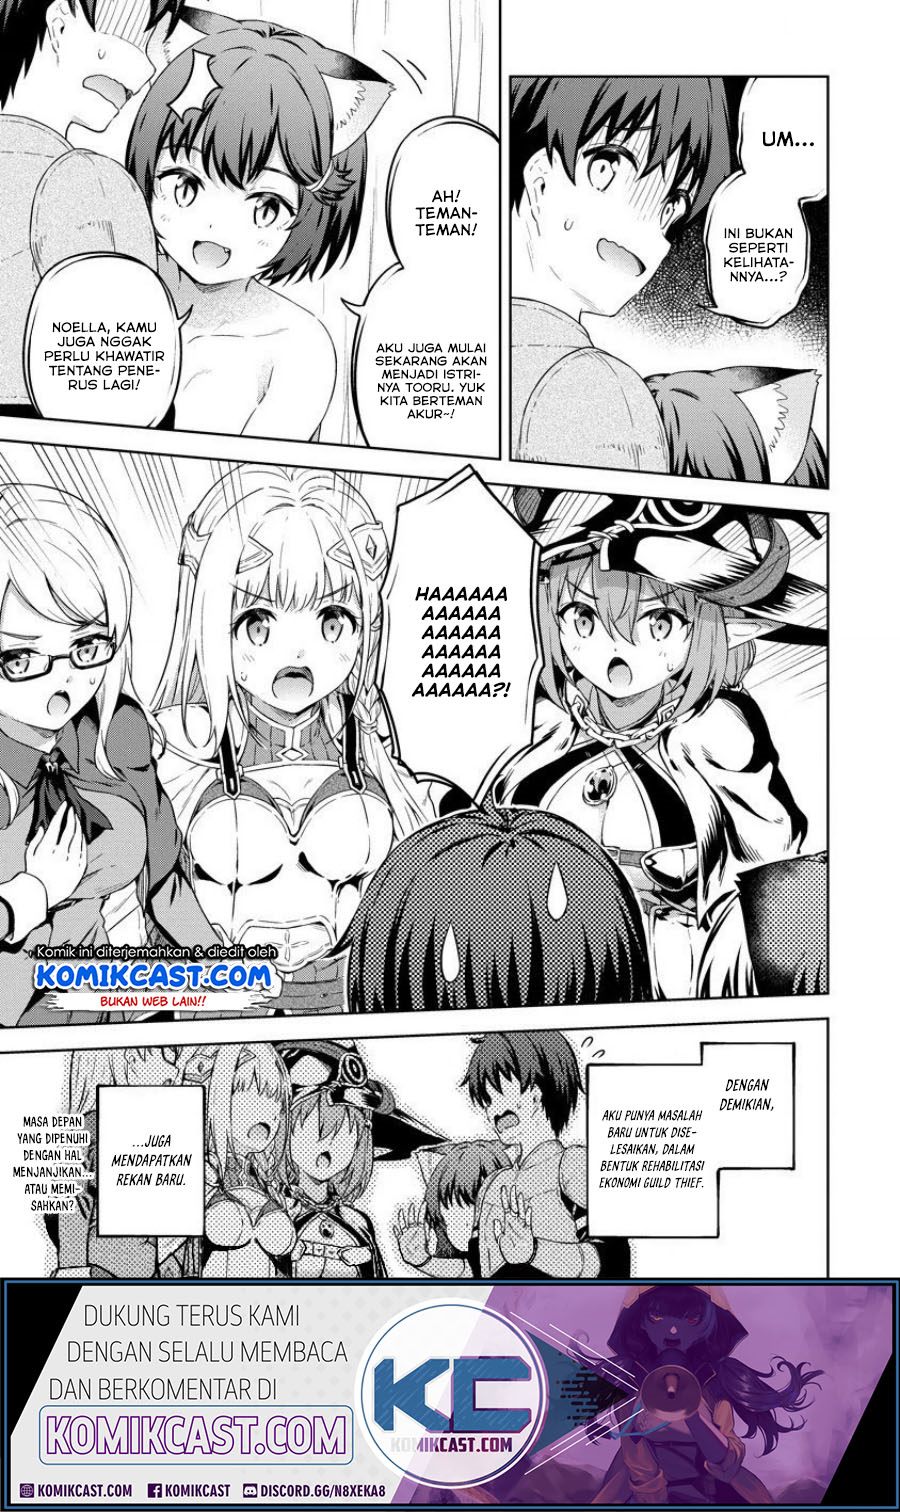 UM...
INI BUKAN
SEPERTI
KELIHATA-
NNYA...?
AH!
TEMAN-
TEMAN!
AKU JUGA MULAI
SEKARANG AKAN
MENJADI ISTRI-
NYA TOORU. YUK
KITA BERTEMAN
AKUR~!
NOELLA, KAMU
JUGA NGGAK
PERLU KHAWATIR
TENTANG PENE-
RUS LAGI!
HAAAAAA
AAAAAA
AAAAAA
AAAAAA
AAAAAA
AAAAAA?!
Komik ini diterjemahkan & diedit oleh
KOMIKCAST.COM
BUKAN WEB LAIN!!
DENGAN
DEMIKIAN,
AKU PUNYA MASALAH
BARU UNTUK DISE-
LESAIKAN, DALAM
BENTUK REHABILITASI
EKONOMI GUILD THIEF.
...JUGA
MENDAPATKAN
REKAN BARU.
MASA DEPAN
YANG DIPENUHI
DENGAN HAL
MENJANJIKAN...
ATAU MEMI-
SAHKAN?
DUKUNG TERUS KAMI
DENGAN SELALU MEMBACA
DAN BERKOMENTAR DI
KOMIKCAST.COM
KOMIKCAST.COM
KOMIKCAST
DISCORD.GG/N8XEKA8
KC
KOMIKCAST.COM